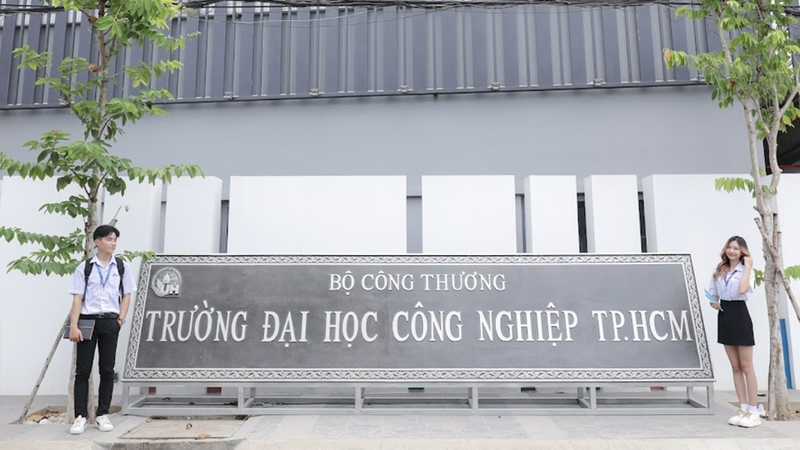 BỘ CÔNG THƯƠNG
TRƯỜNG ĐẠI HỌC CÔNG NGHIỆP TP.HCM